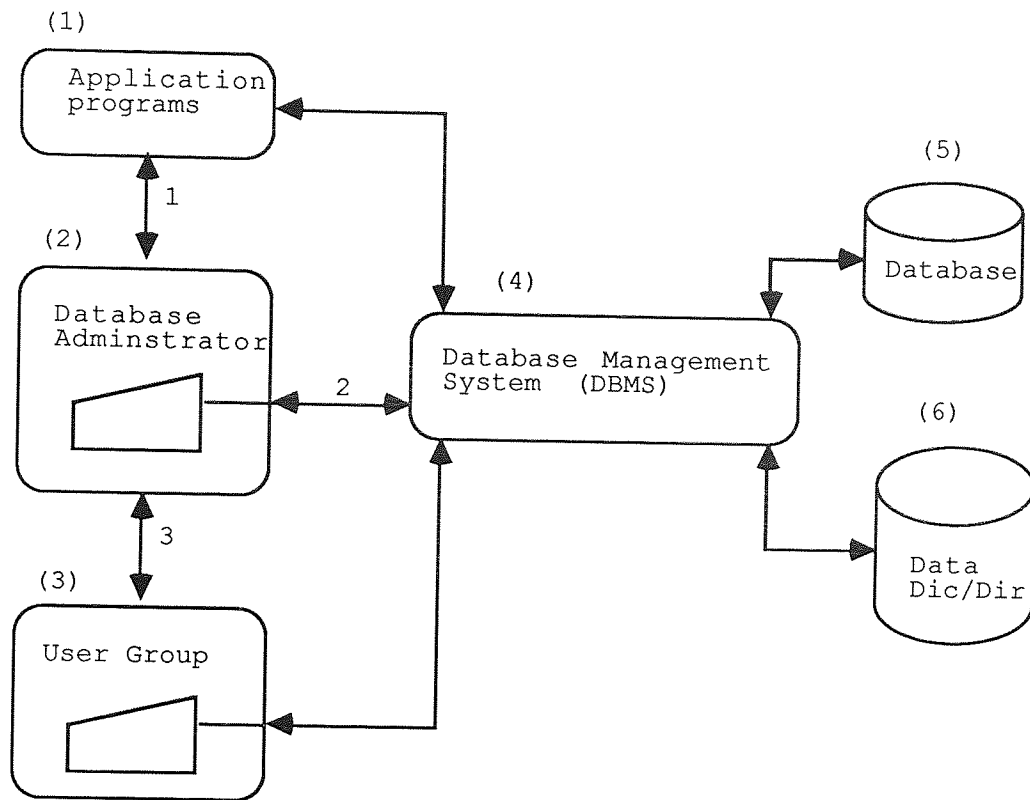 (1)
Application
programs
1
(2)
Database
Adminstrator
2
3
(3)
User Group
(4)
Database Management
System (DBMS)
(5)
Database
(6)
Data
Dic/Dir